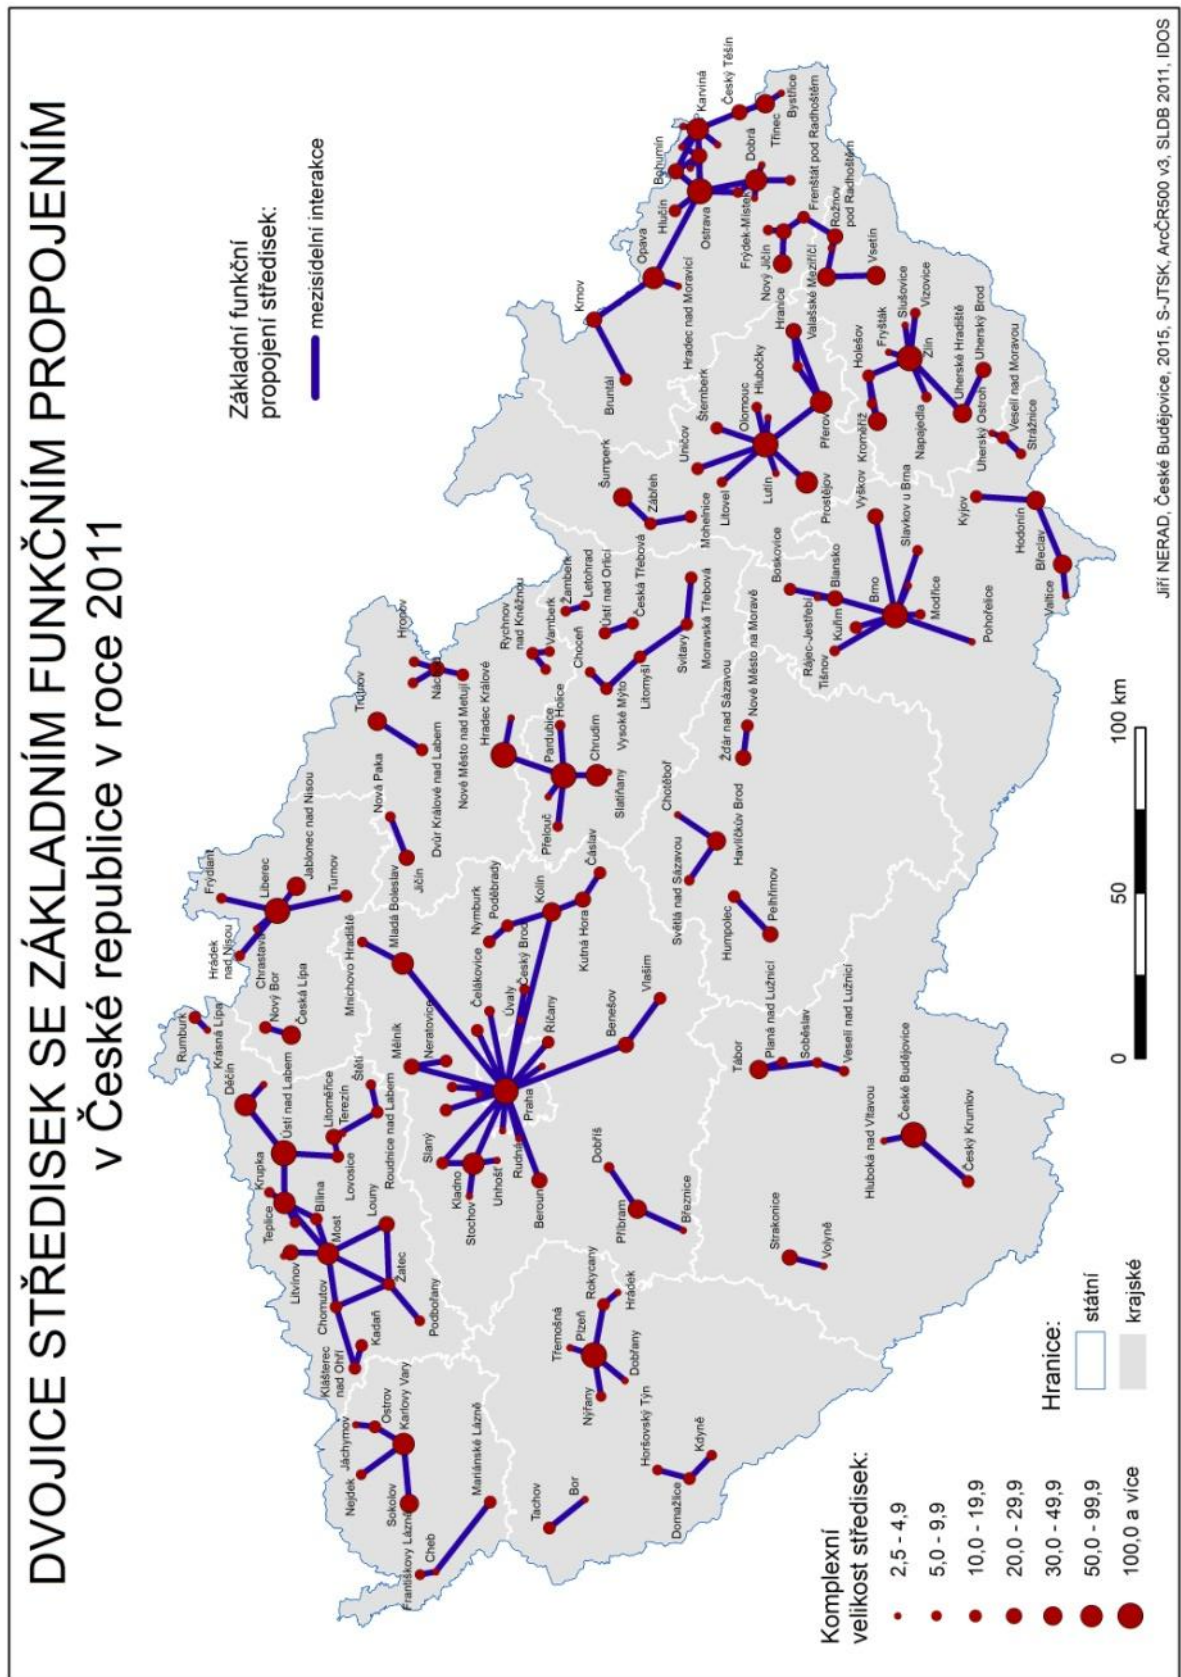 DVOJICE STŘEDISEK SE ZÁKLADNÍM FUNKČNÍM PROPOJENÍM
v České republice v roce 2011
Základní funkční
propojení středisek:
mezisídelní interakce
Rumburk
Krásná Lípa
Děčín
Ústí nad Labem
Krupka
Teplice
Bílina
Litvínov
Most
Chomutov
Klášterec
nad Ohří
Kadaň
Žatec
Louny
Podbořany
Lovosice
Litoměřice
Terezín
Roudnice nad Labem
Štětí
Nový Bor
Česká Lípa
Hrádek
nad Nisou
Chrastava
Frýdlant
Liberec
Jablonec nad Nisou
Turnov
Mnichovo Hradiště
Mladá Boleslav
Jičín
Nová Paka
Dvůr Králové nad Labem
Trutnov
Hronov
Náchod
Nové Město nad Metují
Hradec Králové
Rychnov
nad Kněžnou
Vamberk
Žamberk
Letohrad
Jáchymov
Nejdek
Ostrov
Karlovy Vary
Sokolov
Františkovy Lázně
Cheb
Mariánské Lázně
Tachov
Bor
Horšovský Týn
Domažlice
Kdyně
Třemošná
Plzeň
Nýřany
Dobřany
Rokycany
Hrádek
Slaný
Kladno
Stochov
Unhošť
Rudná
Beroun
Praha
Mělník
Neratovice
Čelákovice
Úvaly
Český Brod
Říčany
Benešov
Vlašim
Nymburk
Poděbrady
Kolín
Kutná Hora
Čáslav
Dobříš
Příbram
Březnice
Strakonice
Volyně
Hluboká nad Vltavou
České Budějovice
Český Krumlov
Tábor
Planá nad Lužnicí
Soběslav
Veselí nad Lužnicí
Humpolec
Pelhřimov
Světlá nad Sázavou
Havlíčkův Brod
Chotěboř
Žďár nad Sázavou
Nové Město na Moravě
Přelouč
Pardubice
Holice
Chrudim
Slatiňany
Choceň
Vysoké Mýto
Litomyšl
Svitavy
Moravská Třebová
Ústí nad Orlicí
Česká Třebová
Šumperk
Zábřeh
Mohelnice
Uničov
Šternberk
Litovel
Olomouc
Hlubočky
Lutín
Prostějov
Přerov
Hranice
Bruntál
Krnov
Opava
Hradec nad Moravicí
Hlučín
Ostrava
Bohumín
Karviná
Český Těšín
Třinec
Bystřice
Dobrá
Frýdek-Místek
Frenštát pod Radhoštěm
Nový Jičín
Rožnov
pod Radhoštěm
Valašské Meziříčí
Vsetín
Kroměříž
Holešov
Fryšták
Slušovice
Vizovice
Zlín
Napajedla
Uherské Hradiště
Uherský Brod
Uherský Ostroh
Veselí nad Moravou
Strážnice
Boskovice
Rájec-Jestřebí
Blansko
Kuřim
Tišnov
Brno
Vyškov
Slavkov u Brna
Modřice
Pohořelice
Kyjov
Hodonín
Břeclav
Valtice
Komplexní
velikost středisek:
2,5 - 4,9
5,0 - 9,9
10,0 - 19,9
20,0 - 29,9
30,0 - 49,9
50,0 - 99,9
100,0 a více
Hranice:
státní
krajské
0 50 100 km
Jiří NERAD, České Budějovice, 2015, S-JTSK, ArcČR500 v3, SLDB 2011, IDOS